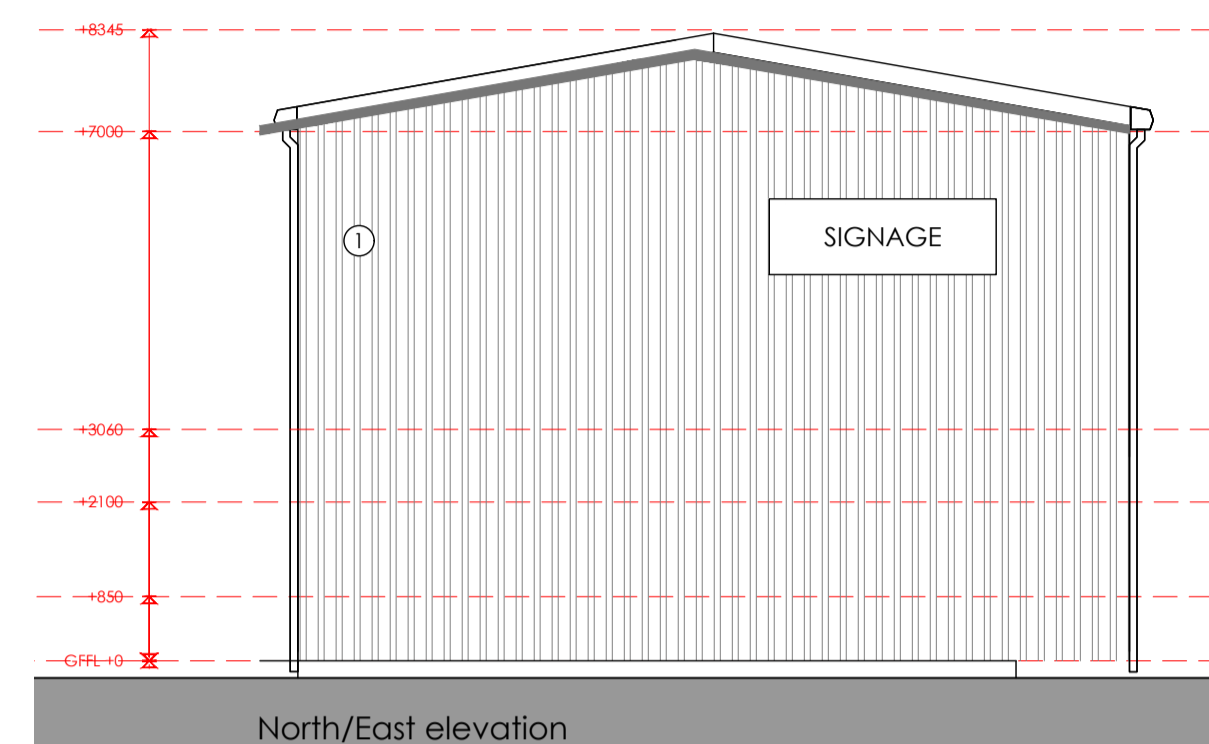 +8345
+7000
1
SIGNAGE
+3060
+2100
+850
GFFL +0
North/East elevation